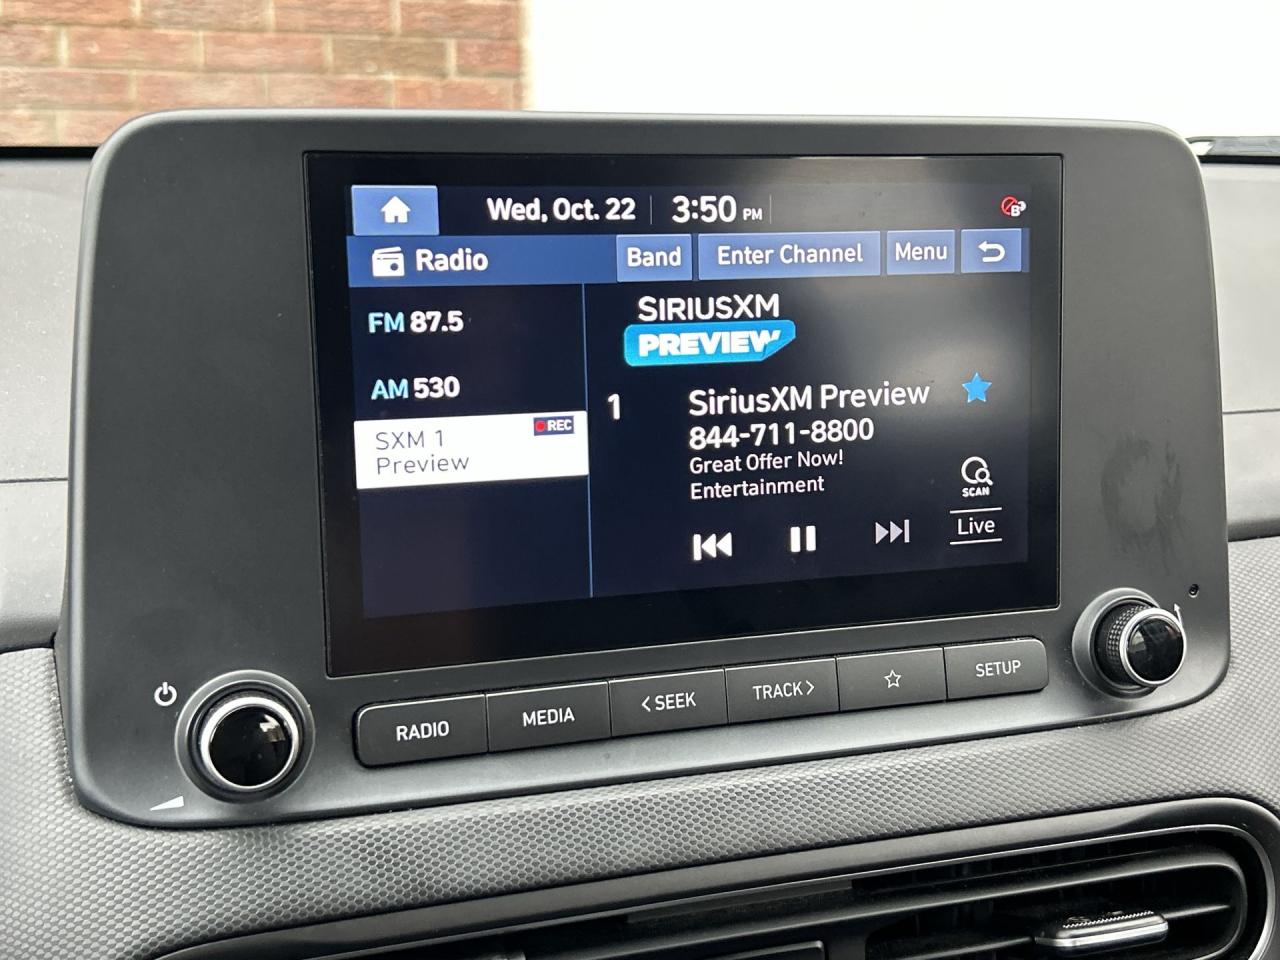 Wed, Oct. 22 3:50 PM
B
Radio Band Enter Channel Menu
FM 87.5
AM 530
SXM 1 REC
Preview
SIRIUSXM
PREVIEW
1 SiriusXM Preview
844-711-8800
Great Offer Now!
Entertainment
SCAN
Live
RADIO MEDIA <SEEK TRACK> SETUP